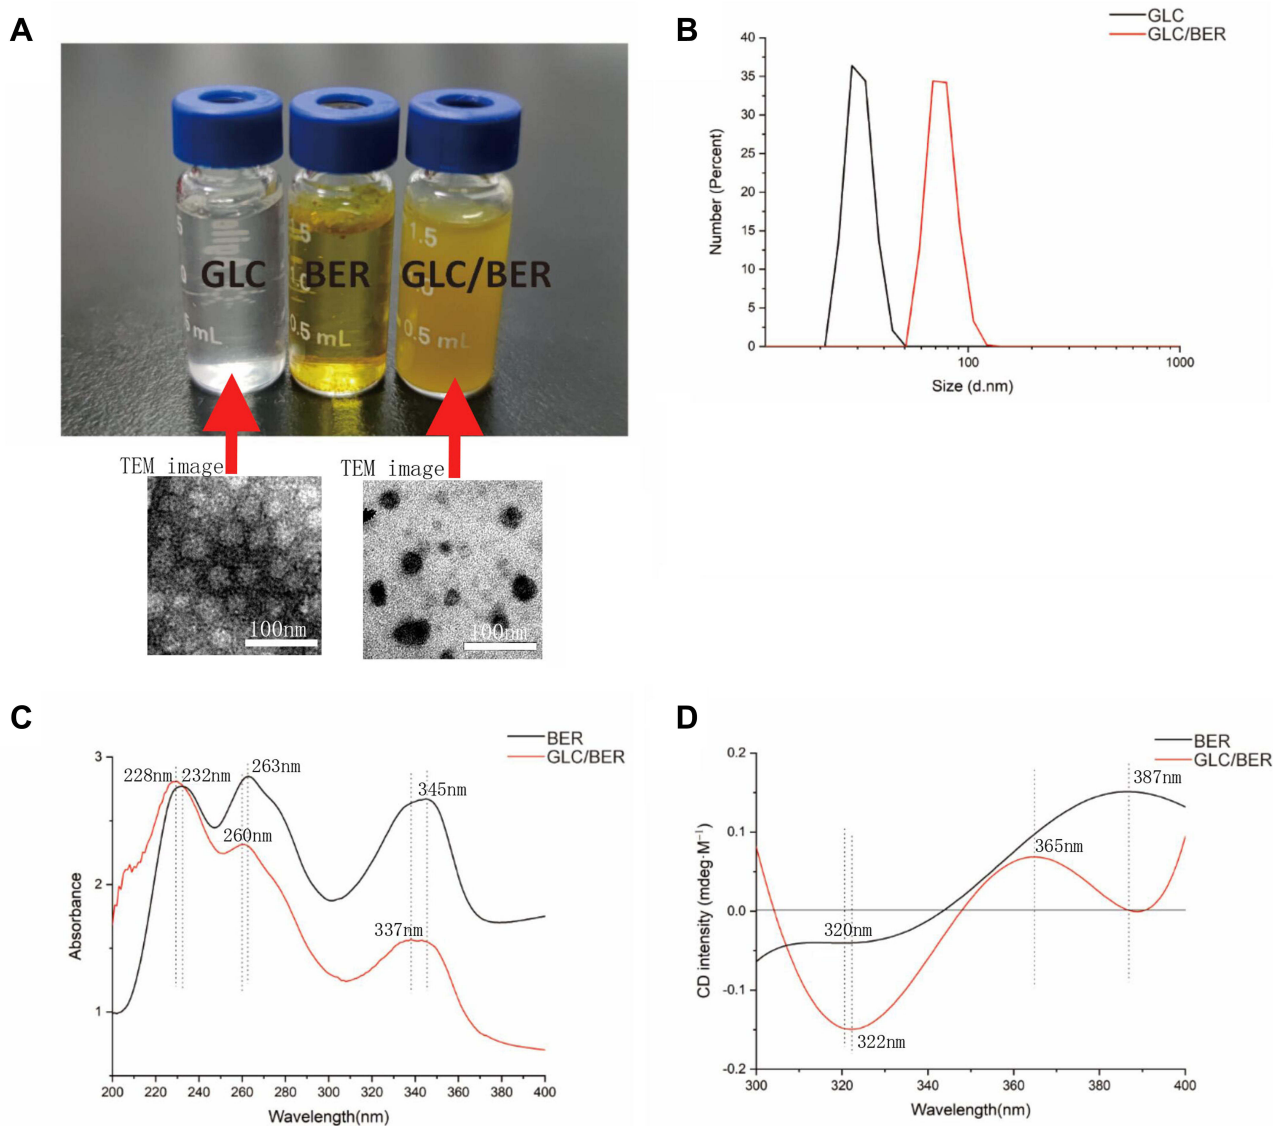 A
1.5
GLC
BER
GLC/BER
1.0
5 mL
0.5 mL
0.5 mL
TEM image
TEM image
100nm
100nm
B
GLC
GLC/BER
40
35
30
25
20
15
10
5
0
Number (Percent)
100
1000
Size (d.nm)
C
BER
GLC/BER
3
2
1
228nm
232nm
263nm
260nm
345nm
337nm
Absorbance
200
220
240
260
280
300
320
340
360
380
400
Wavelength(nm)
D
BER
GLC/BER
0.2
0.1
0.0
-0.1
-0.2
387nm
365nm
320nm
322nm
CD intensity (mdeg·M⁻¹)
300
320
340
360
380
400
Wavelength(nm)